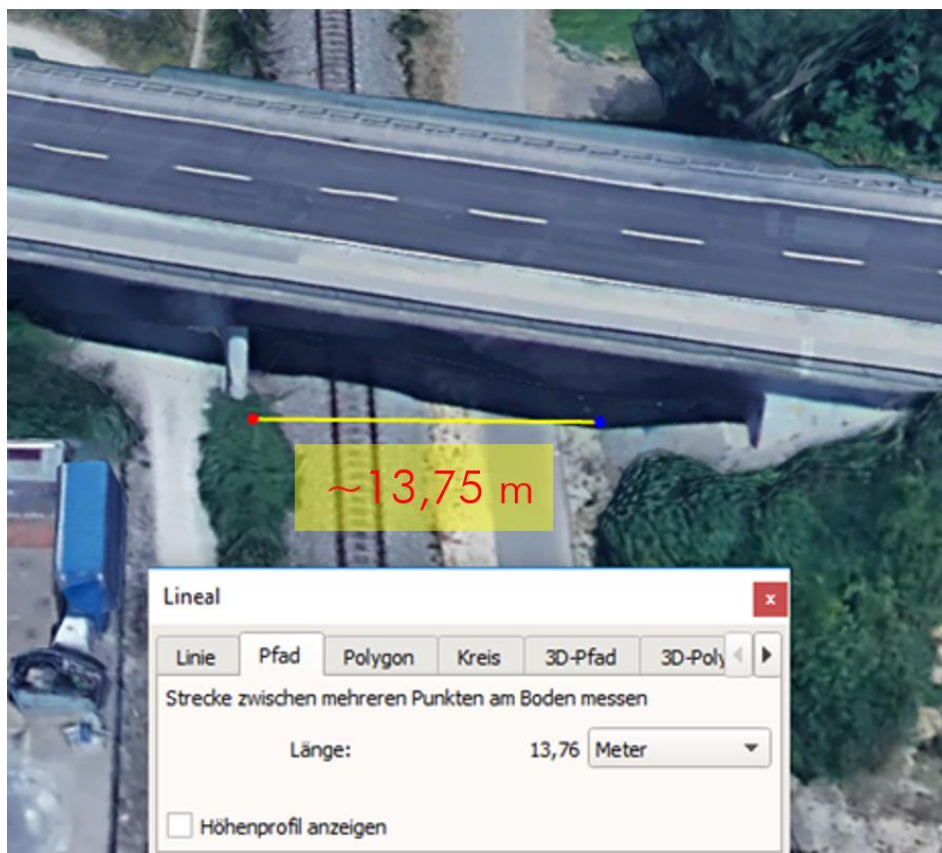 ~13,75 m
Lineal
x
Linie Pfad Polygon Kreis 3D-Pfad 3D-Poly
Strecke zwischen mehreren Punkten am Boden messen
Länge: 13,76 Meter
Höhenprofil anzeigen